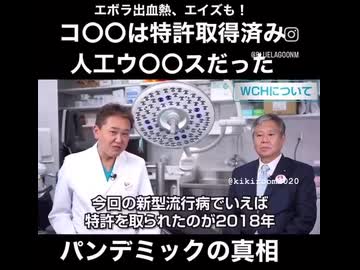 エボラ出血熱、エイズも！
コ〇〇は特許取得済み
@BLUELAGOONM
人工ウ〇〇スだった
WCHについて
@kikiroom2020
今回の新型流行病でいえば
特許を取られたのが2018年
パンデミックの真相